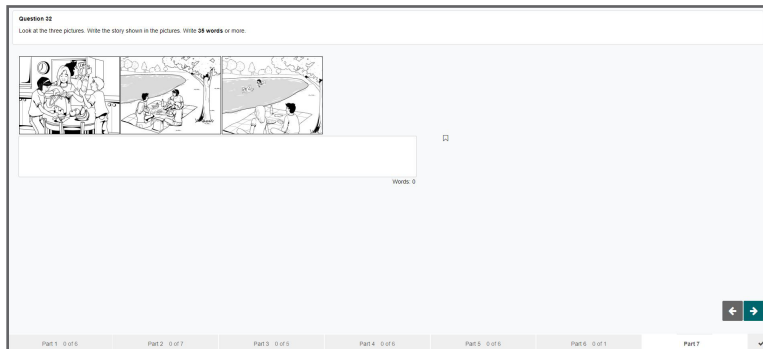 Question 32
Look at the three pictures. Write the story shown in the pictures. Write 35 words or more.
Words: 0
Part 1 0 of 6
Part 2 0 of 7
Part 3 0 of 5
Part 4 0 of 6
Part 5 0 of 6
Part 6 0 of 1
Part 7